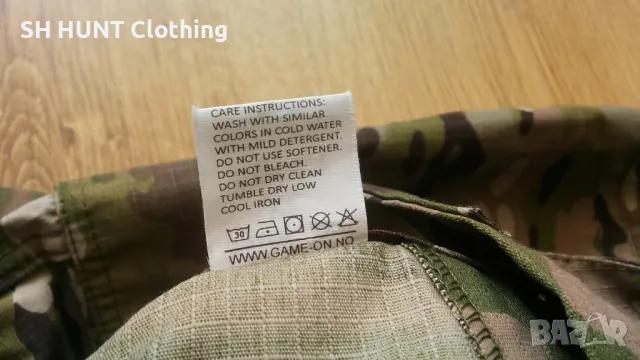 SH HUNT Clothing
CARE INSTRUCTIONS:
WASH WITH SIMILAR
COLORS IN COLD WATER
WITH MILD DETERGENT.
DO NOT USE SOFTENER.
DO NOT BLEACH.
DO NOT DRY CLEAN
TUMBLE DRY LOW
COOL IRON
30
WWW.GAME-ON.NO
BAZAR